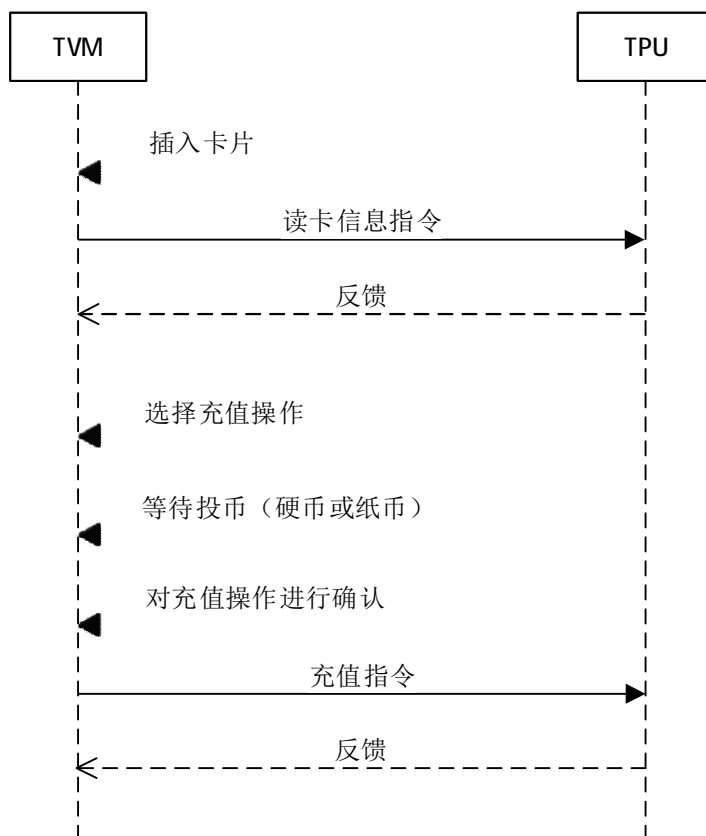 TVM
TPU
插入卡片
读卡信息指令
反馈
选择充值操作
等待投币（硬币或纸币）
对充值操作进行确认
充值指令
反馈